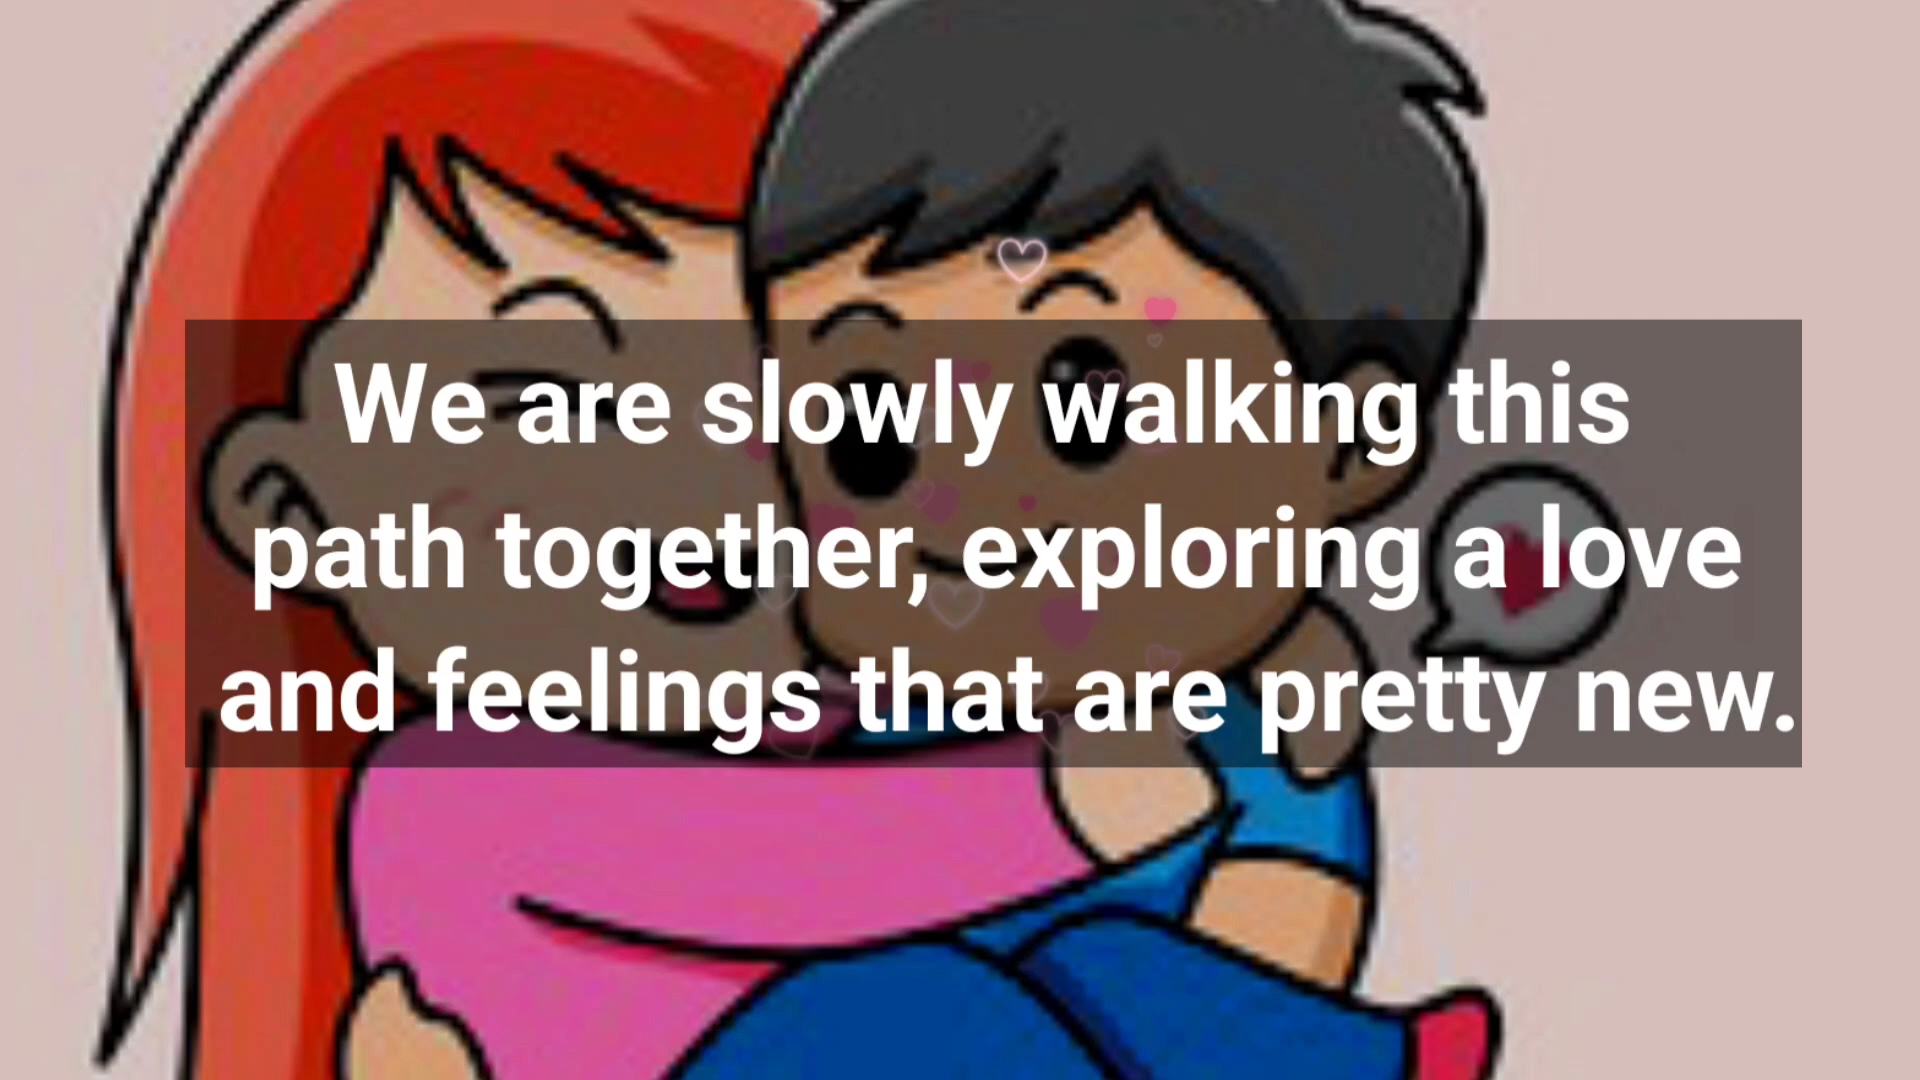 We are slowly walking this
path together, exploring a love
and feelings that are pretty new.